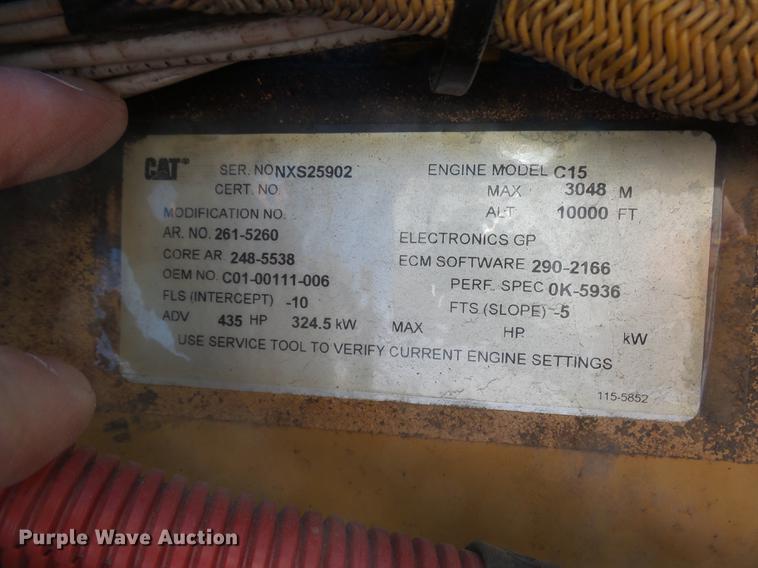 CAT SER. NO NXS25902 ENGINE MODEL C15
CERT. NO. MAX 3048 M
MODIFICATION NO. ALT 10000 FT
AR. NO. 261-5260 ELECTRONICS GP
CORE AR 248-5538 ECM SOFTWARE 290-2166
OEM NO. C01-00111-006 PERF. SPEC 0K-5936
FLS (INTERCEPT) -10 FTS (SLOPE) -5
ADV 435 HP 324.5 kW MAX HP kW
USE SERVICE TOOL TO VERIFY CURRENT ENGINE SETTINGS
115-5852
Purple Wave Auction